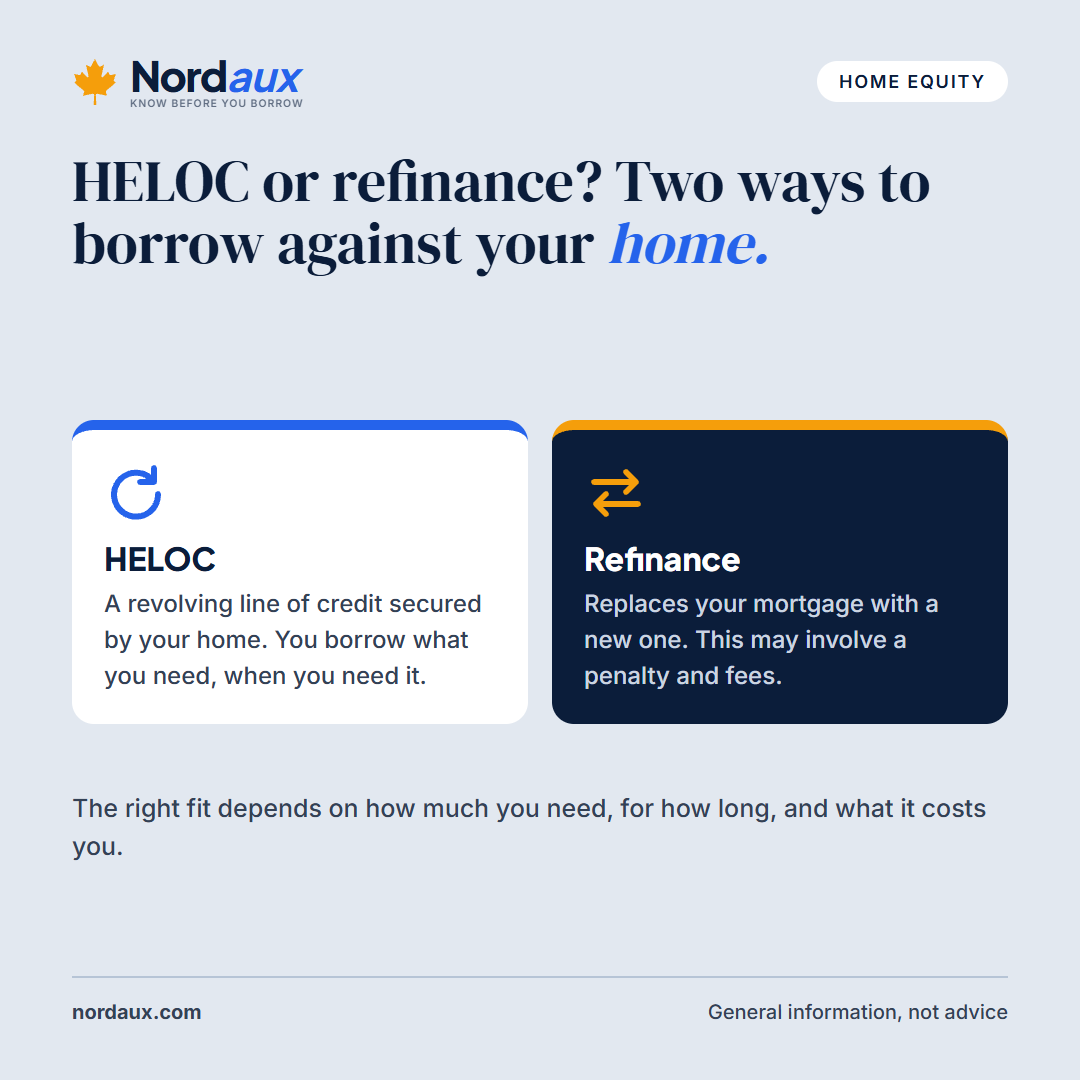 Nordaux
KNOW BEFORE YOU BORROW
HOME EQUITY
HELOC or refinance? Two ways to
borrow against your home.
HELOC
A revolving line of credit secured
by your home. You borrow what
you need, when you need it.
Refinance
Replaces your mortgage with a
new one. This may involve a
penalty and fees.
The right fit depends on how much you need, for how long, and what it costs
you.
nordaux.com
General information, not advice